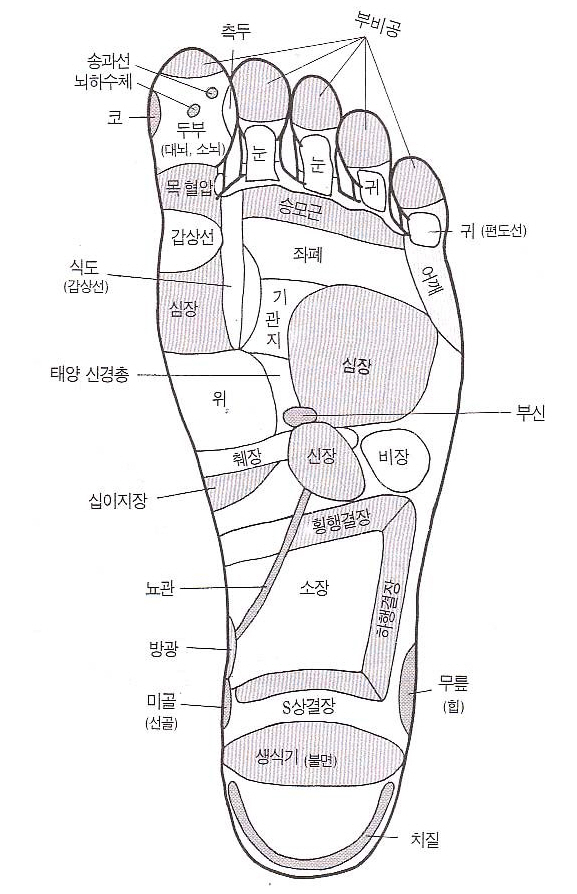 부비공
측두
송과선
뇌하수체
코
두부
(대뇌, 소뇌)
눈
눈
귀
목 혈압
승모근
갑상선
귀 (편도선)
좌폐
어깨
식도
(갑상선)
기
관
지
심장
심장
태양 신경총
위
부신
췌장
신장
비장
십이지장
횡행결장
뇨관
소장
하행결장
방광
무릎
(힙)
미골
(선골)
S상결장
생식기 (불면)
치질